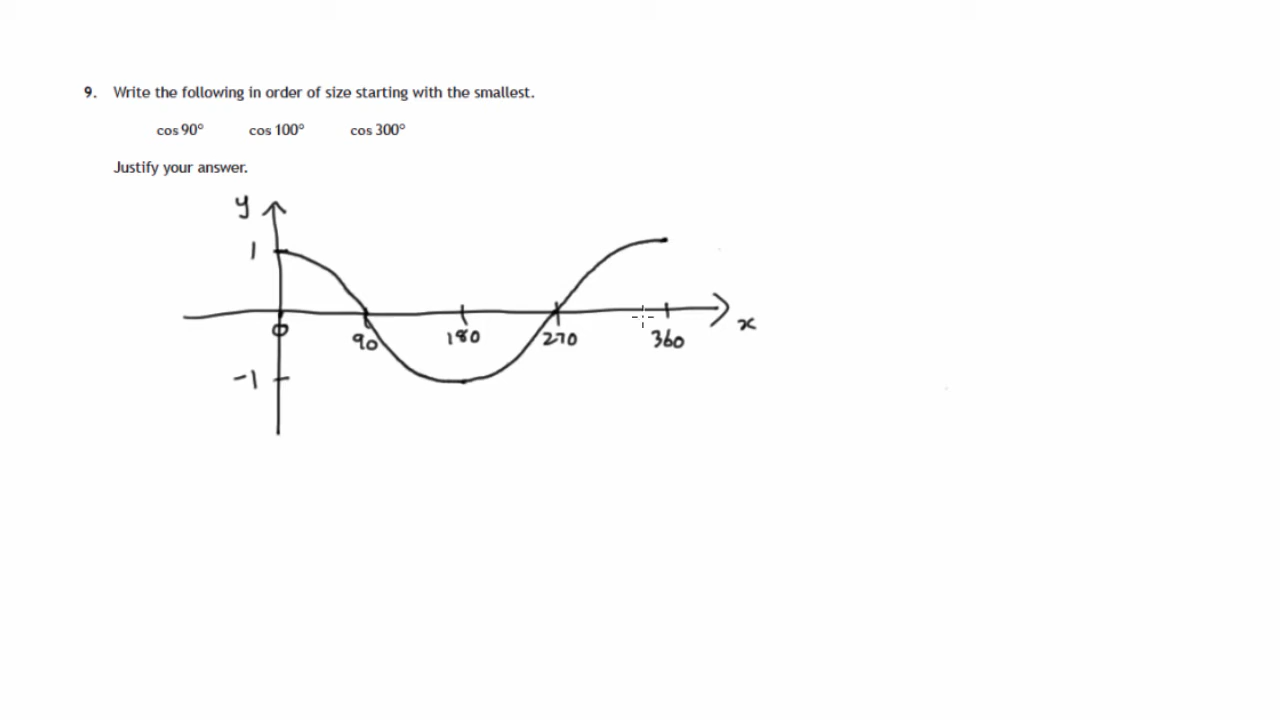 9. Write the following in order of size starting with the smallest.
cos 90° cos 100° cos 300°
Justify your answer.
y
1
0 90 180 270 360 x
-1